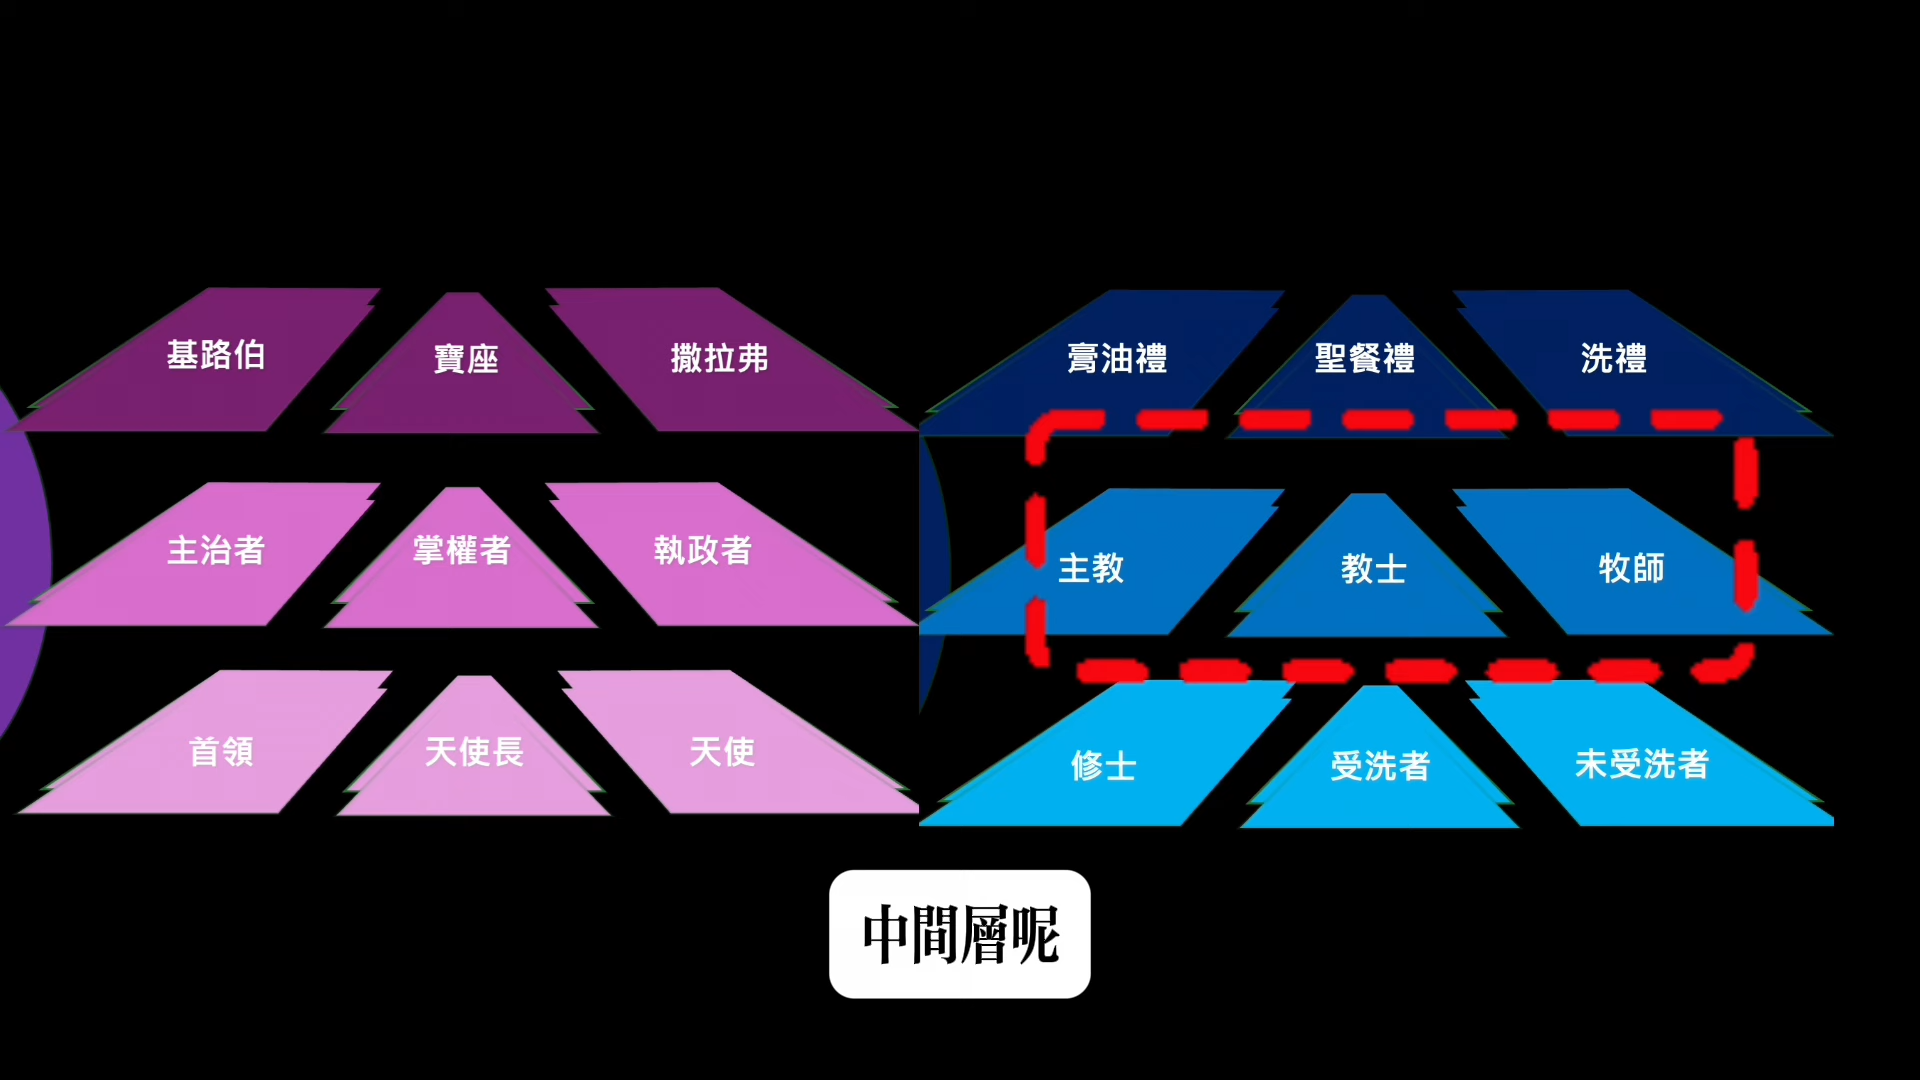 基路伯 寶座 撒拉弗
主治者 掌權者 執政者
首領 天使長 天使
膏油禮 聖餐禮 洗禮
主教 教士 牧師
修士 受洗者 未受洗者
中間層呢